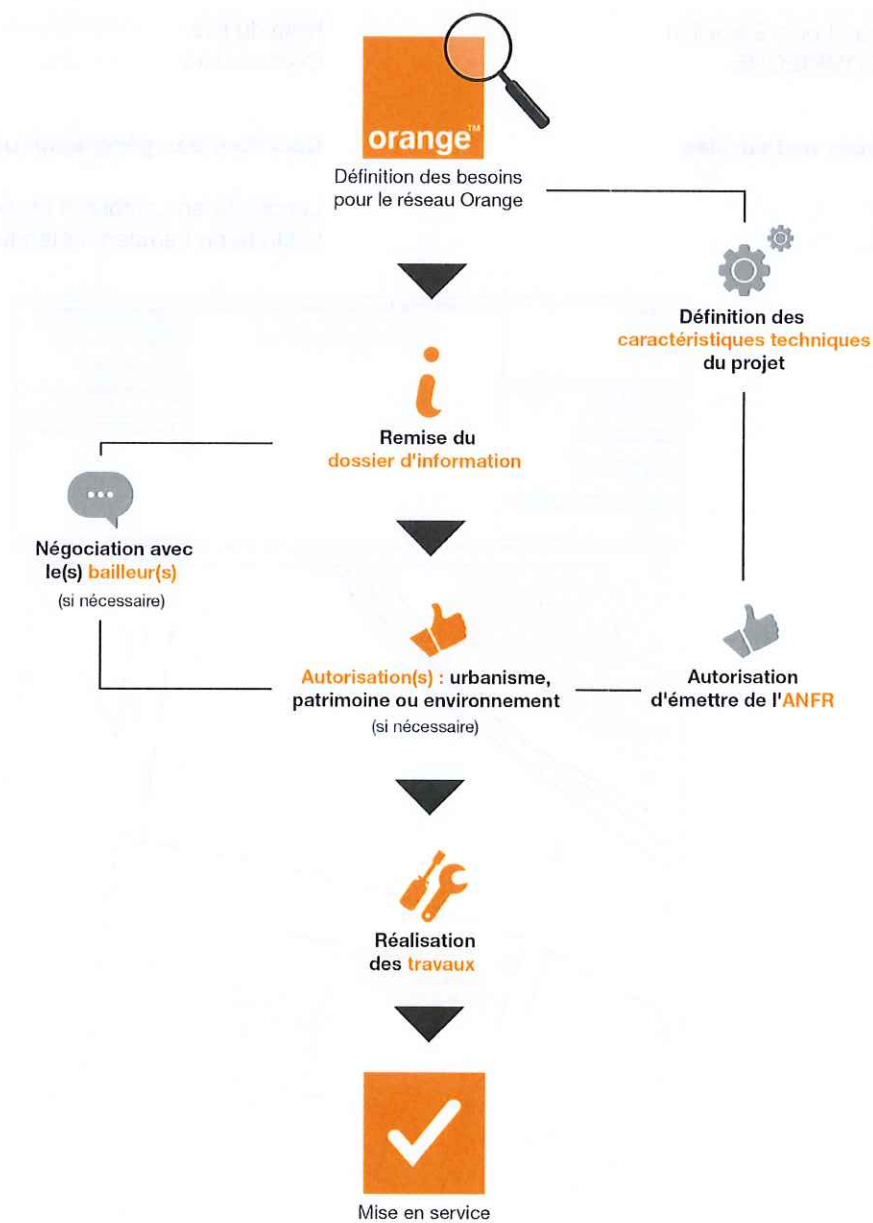 orange™
Définition des besoins
pour le réseau Orange
Définition des
caractéristiques techniques
du projet
Remise du
dossier d'information
Négociation avec
le(s) bailleur(s)
(si nécessaire)
Autorisation(s) : urbanisme,
patrimoine ou environnement
(si nécessaire)
Autorisation
d'émettre de l'ANFR
Réalisation
des travaux
Mise en service